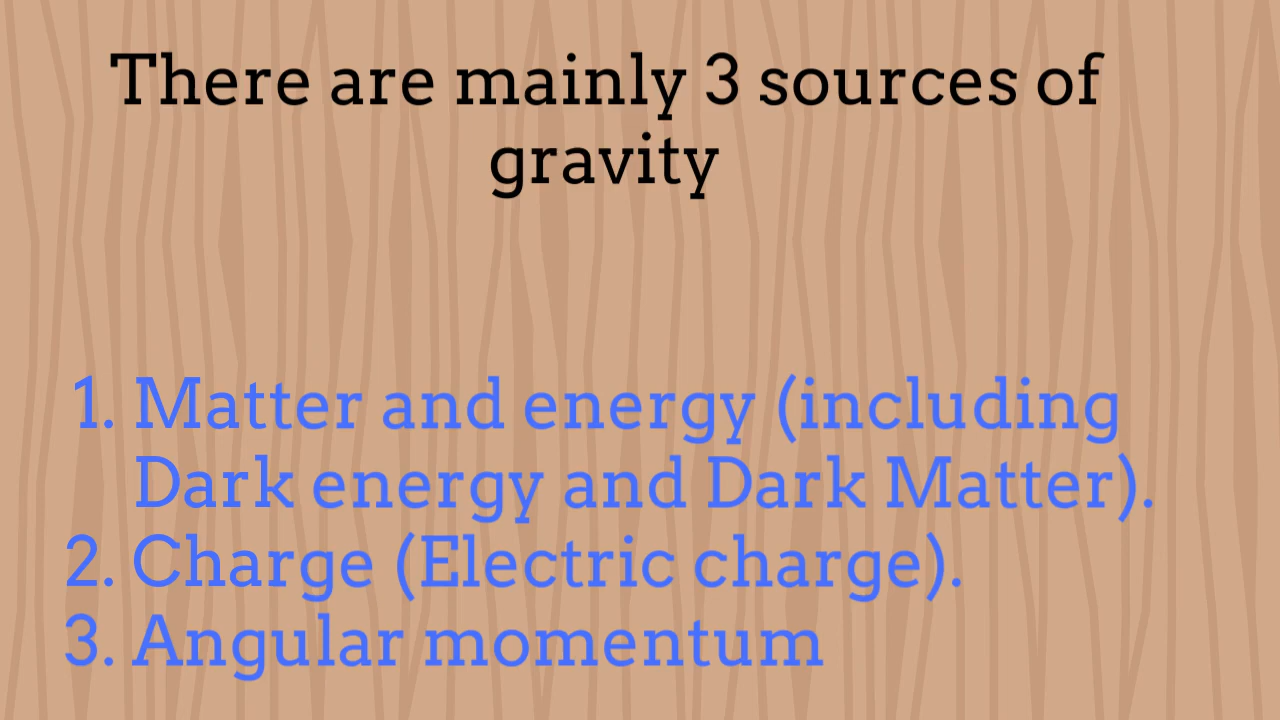 There are mainly 3 sources of
gravity
1. Matter and energy (including
Dark energy and Dark Matter).
2. Charge (Electric charge).
3. Angular momentum